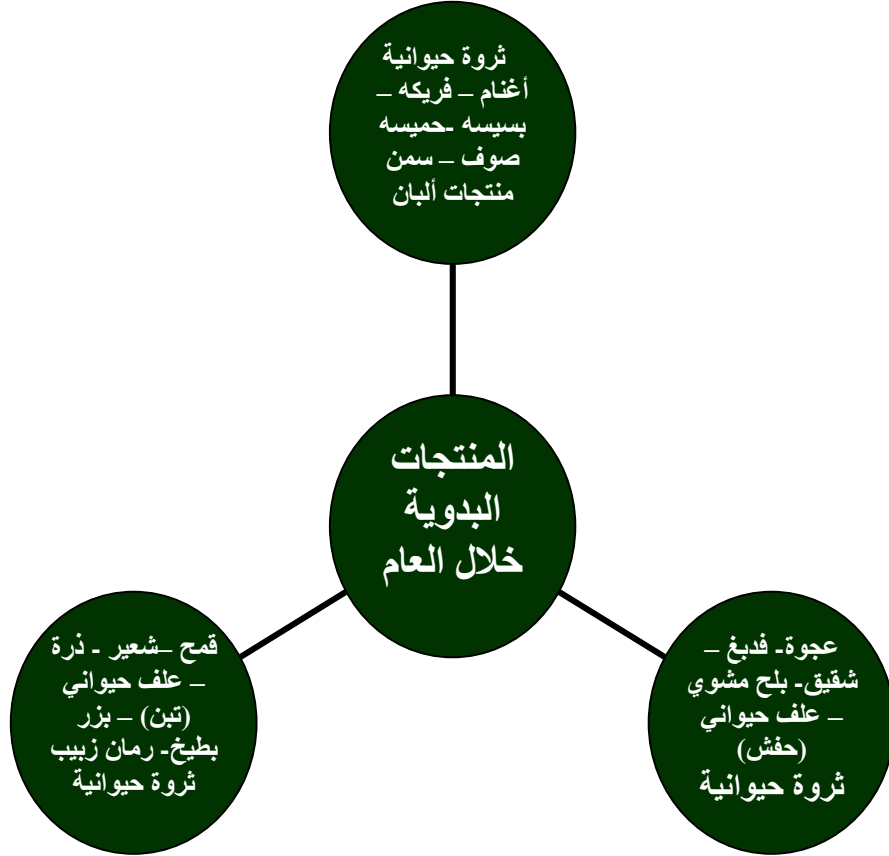 ثروة حيوانية
أغنام – فريكه –
بسيسه -حميسه
صوف – سمن
منتجات ألبان
المنتجات
البدوية
خلال العام
عجوة- فدبغ –
شقيق- بلح مشوي
– علف حيواني
(حفش)
ثروة حيوانية
قمح –شعير - ذرة
– علف حيواني
(تبن) – بزر
بطيخ- رمان زبيب
ثروة حيوانية